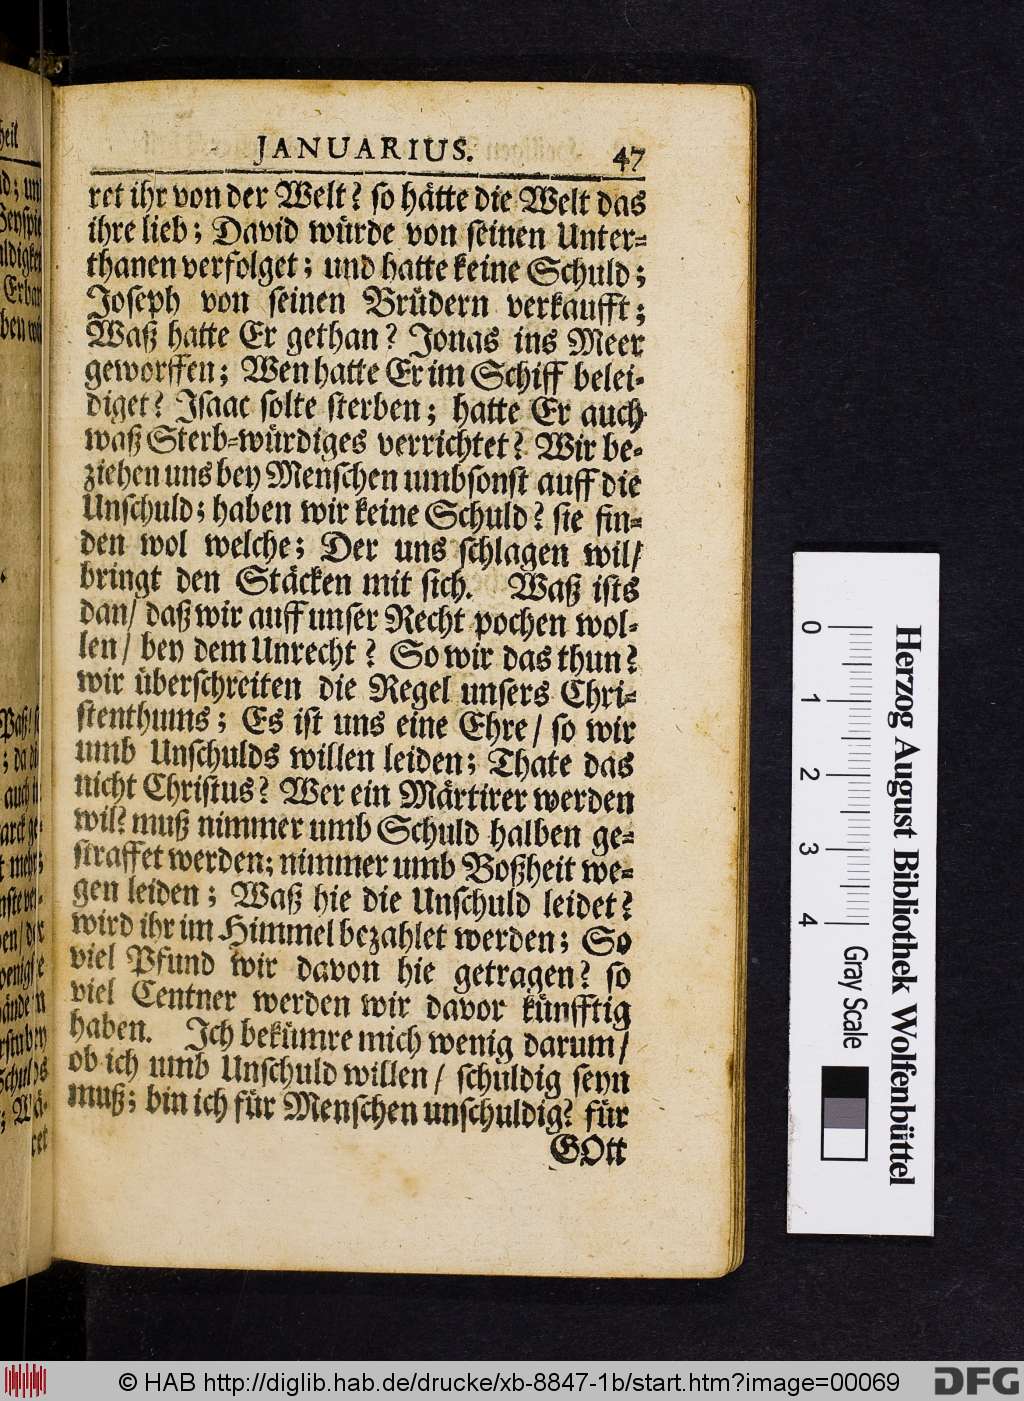 JANUARIUS. 47
ret ihr von der Welt? so hätte die Welt das
ihre lieb; David würde von seinen Unter=
thanen verfolget; und hatte keine Schuld;
Joseph von seinen Brüdern verkaufft;
Waß hatte Er gethan? Jonas ins Meer
geworffen; Wen hatte Er im Schiff belei-
diget? Isaac solte sterben; hatte Er auch
waß Sterb=würdiges verrichtet? Wir be-
ziehen uns bey Menschen umbsonst auff die
Unschuld; haben wir keine Schuld? sie fin=
den wol welche; Der uns schlagen wil/
bringt den Stäcken mit sich. Waß ists
dan/ daß wir auff unser Recht pochen wol-
len/ bey dem Unrecht? So wir das thun?
wir überschreiten die Regel unsers Chri-
stenthums; Es ist uns eine Ehre/ so wir
umb Unschulds willen leiden; Thate das
nicht Christus? Wer ein Märtirer werden
wil? muß nimmer umb Schuld halben ge=
straffet werden; nimmer umb Boßheit we=
gen leiden; Waß hie die Unschuld leidet?
wird ihr im Himmel bezahlet werden; So
viel Pfund wir davon hie getragen? so
viel Centner werden wir davor künfftig
haben. Ich bekümre mich wenig darum/
ob ich umb Unschuld willen/ schuldig seyn
muß; bin ich für Menschen unschuldig? für
GOtt
0 1 2 3 4
Gray Scale
Herzog August Bibliothek Wolfenbüttel
© HAB http://diglib.hab.de/drucke/xb-8847-1b/start.htm?image=00069
DFG